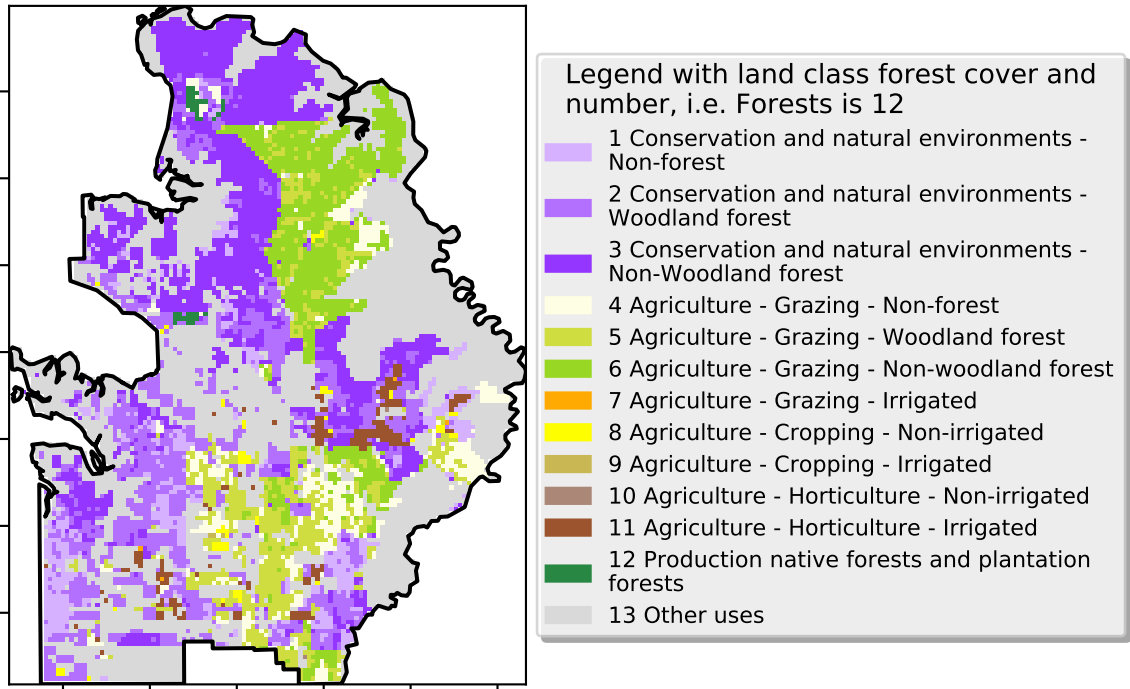 Legend with land class forest cover and
number, i.e. Forests is 12
1 Conservation and natural environments -
Non-forest
2 Conservation and natural environments -
Woodland forest
3 Conservation and natural environments -
Non-Woodland forest
4 Agriculture - Grazing - Non-forest
5 Agriculture - Grazing - Woodland forest
6 Agriculture - Grazing - Non-woodland forest
7 Agriculture - Grazing - Irrigated
8 Agriculture - Cropping - Non-irrigated
9 Agriculture - Cropping - Irrigated
10 Agriculture - Horticulture - Non-irrigated
11 Agriculture - Horticulture - Irrigated
12 Production native forests and plantation
forests
13 Other uses